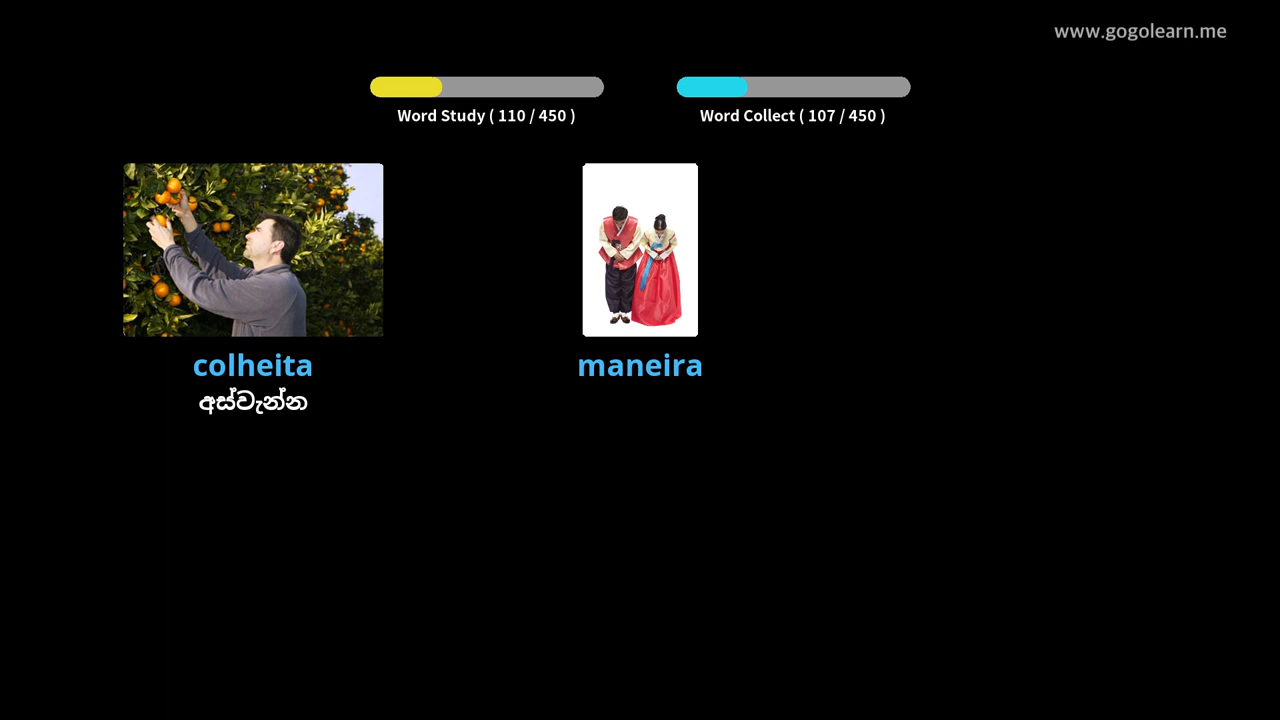 www.gogolearn.me
Word Study ( 110 / 450 )
Word Collect ( 107 / 450 )
colheita
අස්වැන්න
maneira